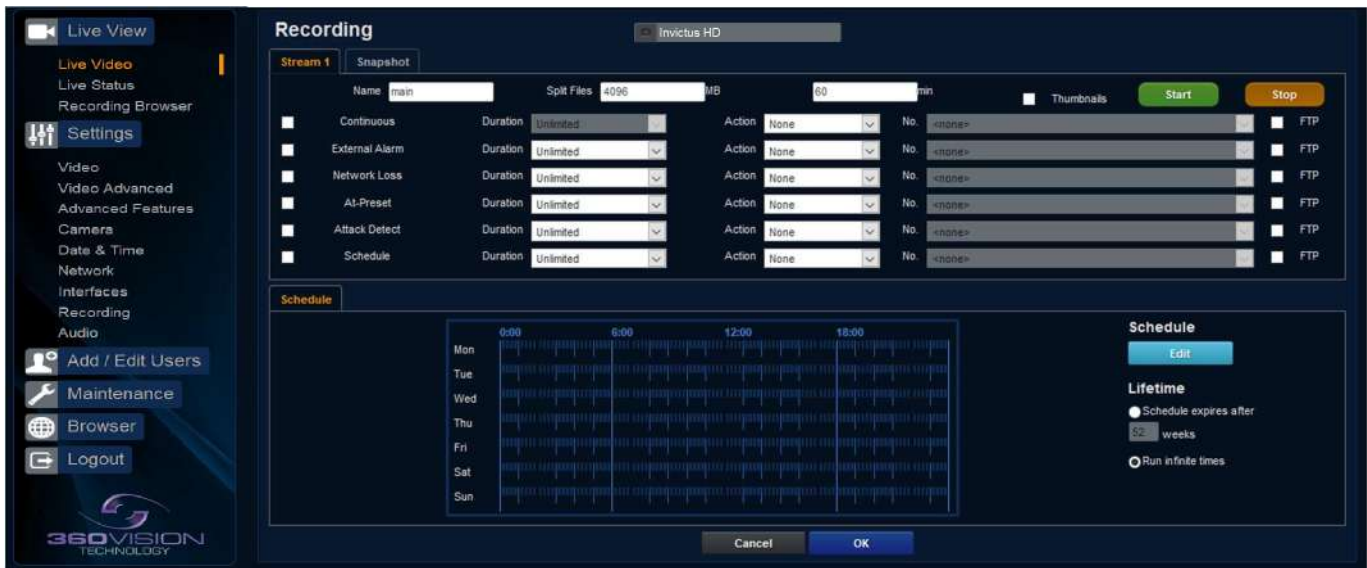 Live View
Live Video
Live Status
Recording Browser
Settings
Video
Video Advanced
Advanced Features
Camera
Date & Time
Network
Interfaces
Recording
Audio
Add / Edit Users
Maintenance
Browser
Logout
360VISION
TECHNOLOGY
Recording Invictus HD
Stream 1 Snapshot
Name main Split Files 4096 MB 60 min Thumbnails Start Stop
Continuous Duration Unlimited Action None No. <none> FTP
External Alarm Duration Unlimited Action None No. <none> FTP
Network Loss Duration Unlimited Action None No. <none> FTP
At-Preset Duration Unlimited Action None No. <none> FTP
Attack Detect Duration Unlimited Action None No. <none> FTP
Schedule Duration Unlimited Action None No. <none> FTP
Schedule
0:00 6:00 12:00 18:00
Mon
Tue
Wed
Thu
Fri
Sat
Sun
Schedule
Edit
Lifetime
Schedule expires after
52 weeks
Run infinite times
Cancel OK